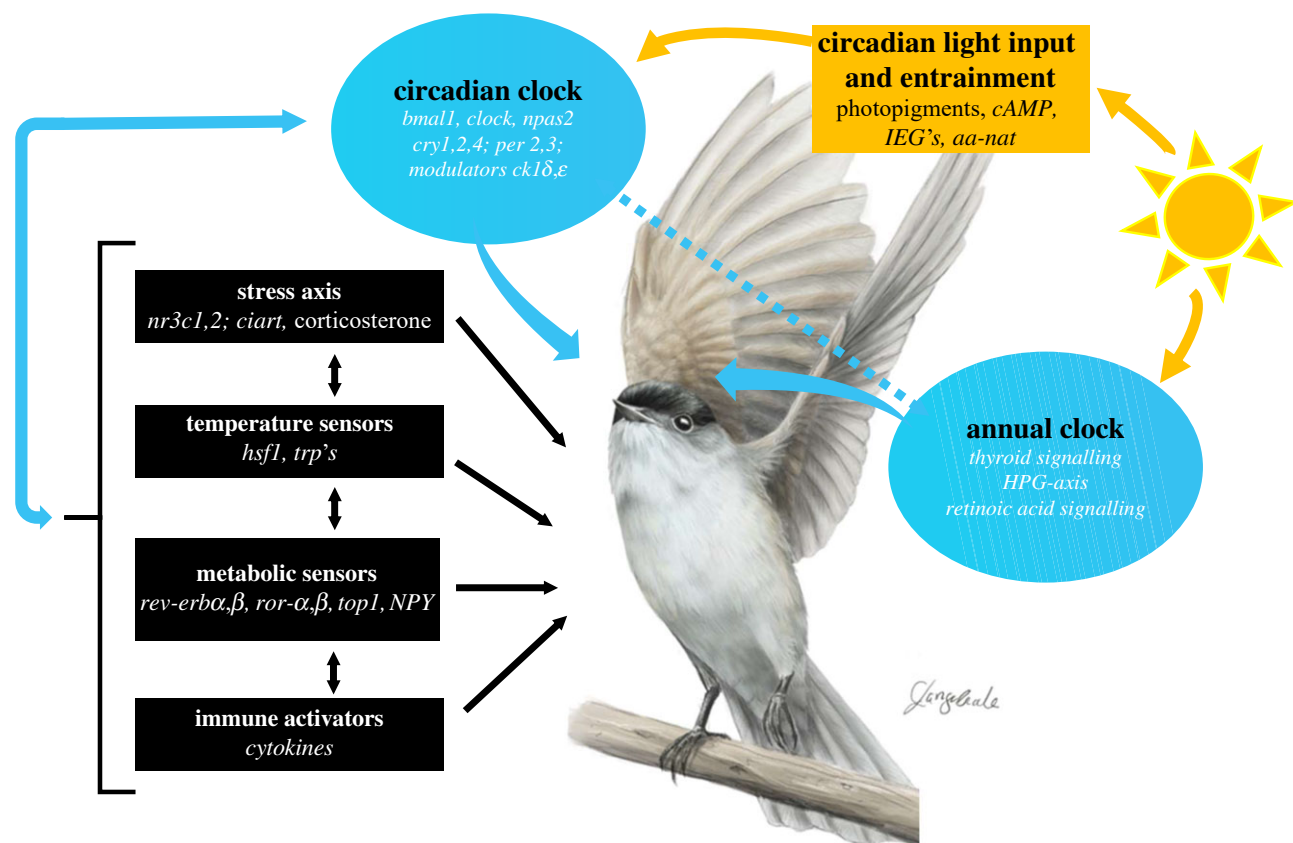 circadian clock
bmal1, clock, npas2
cry1,2,4; per 2,3;
modulators ck1δ,ε
circadian light input
and entrainment
photopigments, cAMP,
IEG's, aa-nat
stress axis
nr3c1,2; ciart, corticosterone
temperature sensors
hsf1, trp's
metabolic sensors
rev-erbα,β, ror-α,β, top1, NPY
immune activators
cytokines
annual clock
thyroid signalling
HPG-axis
retinoic acid signalling